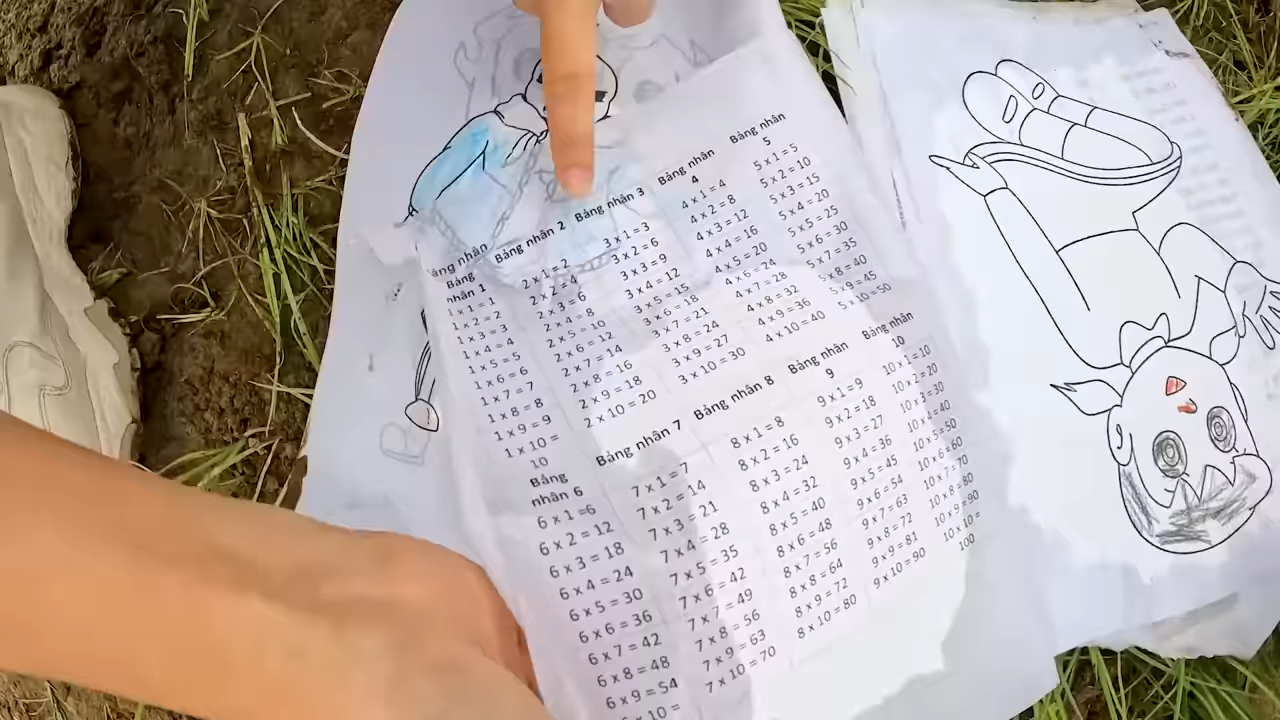 Bảng nhân 2
Bảng nhân 3
Bảng nhân
4
Bảng nhân
5
nhân
Bảng
nhân 1
1 x 1 = 1
1 x 2 = 2
1 x 3 = 3
1 x 4 = 4
1 x 5 = 5
1 x 6 = 6
1 x 7 = 7
1 x 8 = 8
1 x 9 = 9
1 x 10 =
10
2 x 1 = 2
2 x 2 = 4
2 x 3 = 6
2 x 4 = 8
2 x 5 = 10
2 x 6 = 12
2 x 7 = 14
2 x 8 = 16
2 x 9 = 18
2 x 10 = 20
3 x 1 = 3
3 x 2 = 6
3 x 3 = 9
3 x 4 = 12
3 x 5 = 15
3 x 6 = 18
3 x 7 = 21
3 x 8 = 24
3 x 9 = 27
3 x 10 = 30
4 x 1 = 4
4 x 2 = 8
4 x 3 = 12
4 x 4 = 16
4 x 5 = 20
4 x 6 = 24
4 x 7 = 28
4 x 8 = 32
4 x 9 = 36
4 x 10 = 40
5 x 1 = 5
5 x 2 = 10
5 x 3 = 15
5 x 4 = 20
5 x 5 = 25
5 x 6 = 30
5 x 7 = 35
5 x 8 = 40
5 x 9 = 45
5 x 10 = 50
Bảng
nhân 6
Bảng nhân 7
Bảng nhân 8
Bảng nhân
9
Bảng nhân
10
6 x 1 =6
6 x 2 = 12
6 x 3 = 18
6 x 4 = 24
6 x 5 = 30
6 x 6 = 36
6 x 7 = 42
6 x 8 = 48
6 x 9 = 54
x 10 =
7 x 1 = 7
7 x 2 = 14
7 x 3 = 21
7 x 4 = 28
7 x 5 = 35
7 x 6 = 42
7 x 7 = 49
7 x 8 = 56
7 x 9 = 63
7 x 10 = 70
8 x 1 = 8
8 x 2 = 16
8 x 3 = 24
8 x 4 = 32
8 x 5 = 40
8 x 6 = 48
8 x 7 = 56
8 x 8 = 64
8 x 9 = 72
8 x 10 = 80
9 x 1 = 9
9 x 2 = 18
9 x 3 = 27
9 x 4 = 36
9 x 5 = 45
9 x 6 = 54
9 x 7 = 63
9 x 8 = 72
9 x 9 = 81
9 x 10 = 90
10 x 1 = 10
10 x 2 = 20
10 x 3 = 30
10 x 4 = 40
10 x 5 = 50
10 x 6 = 60
10 x 7 = 70
10 x 8 = 80
10 x 9 = 90
10 x 10 =
100